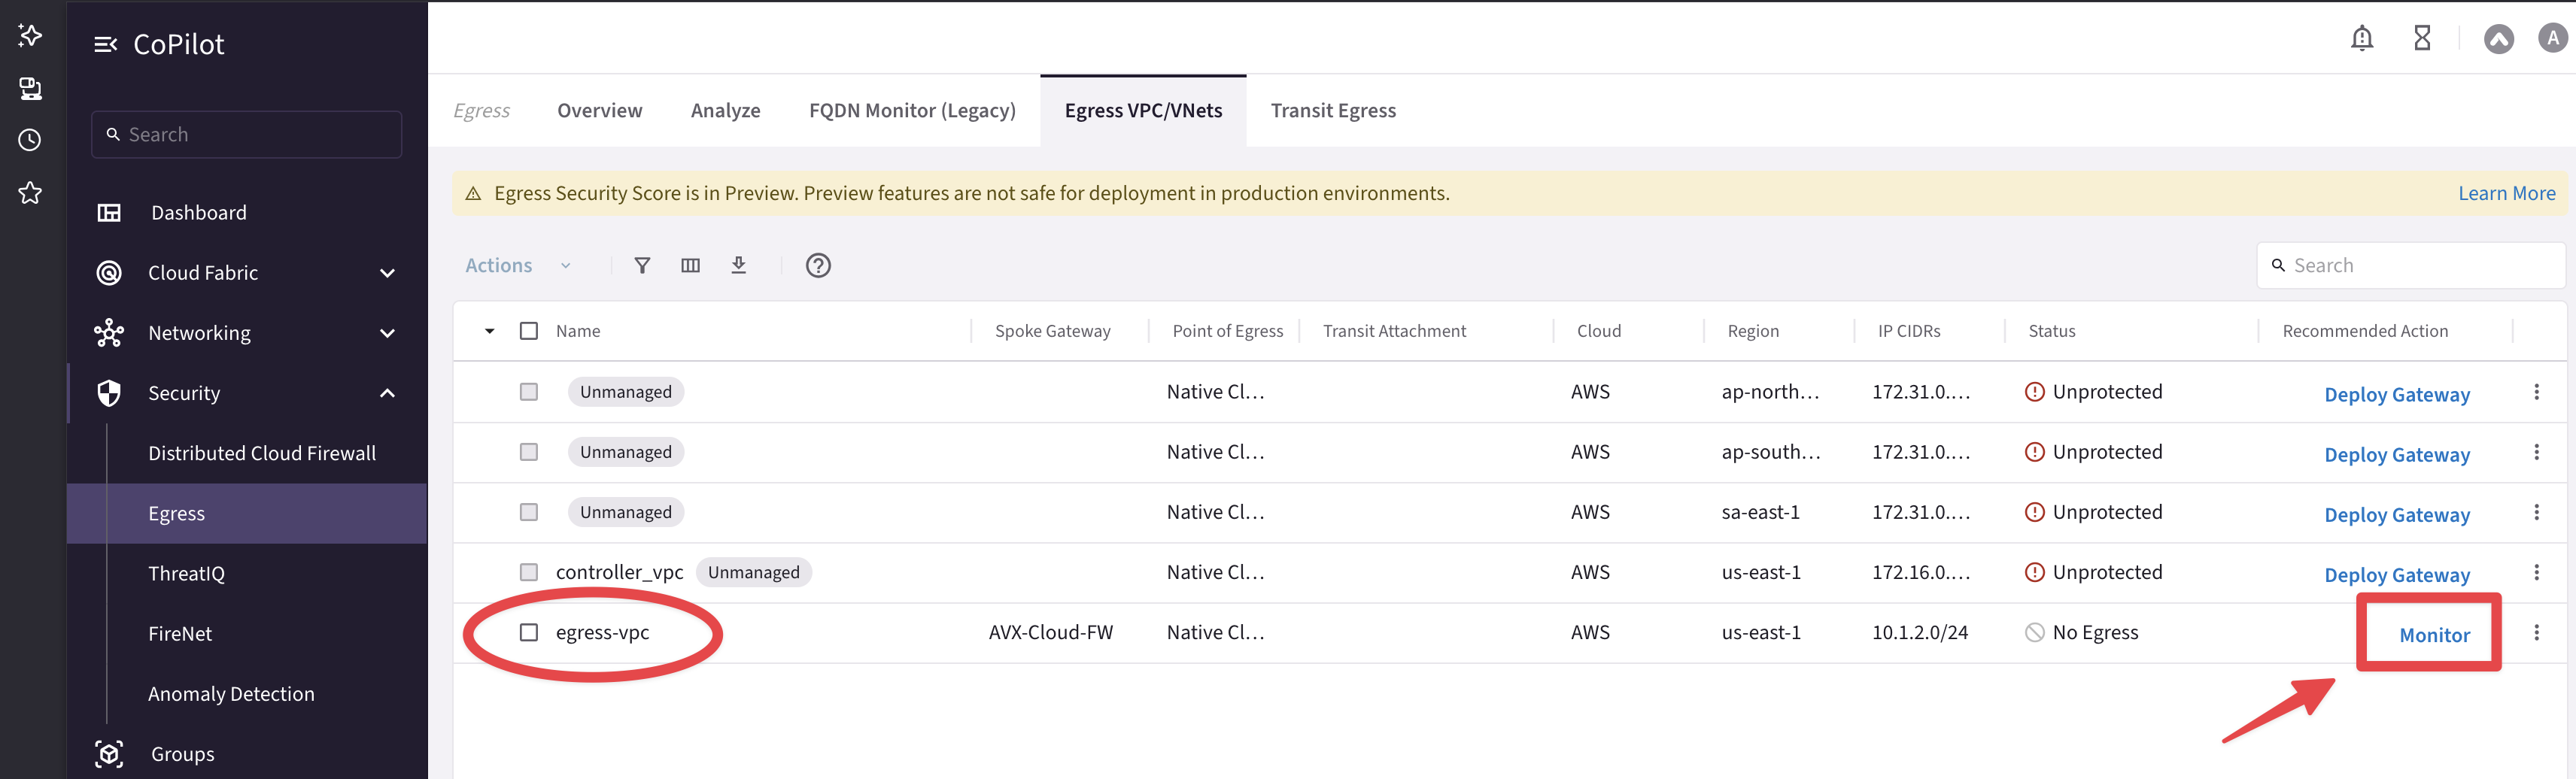 CoPilot
A
Search
Dashboard
Cloud Fabric
Networking
Security
Distributed Cloud Firewall
Egress
ThreatIQ
FireNet
Anomaly Detection
Groups
Egress Overview Analyze FQDN Monitor (Legacy) Egress VPC/VNets Transit Egress
Egress Security Score is in Preview. Preview features are not safe for deployment in production environments. Learn More
Actions Search
Name Spoke Gateway Point of Egress Transit Attachment Cloud Region IP CIDRs Status Recommended Action
Unmanaged Native Cl... AWS ap-north... 172.31.0.... Unprotected Deploy Gateway
Unmanaged Native Cl... AWS ap-south... 172.31.0.... Unprotected Deploy Gateway
Unmanaged Native Cl... AWS sa-east-1 172.31.0.... Unprotected Deploy Gateway
controller_vpc Unmanaged Native Cl... AWS us-east-1 172.16.0.... Unprotected Deploy Gateway
egress-vpc AVX-Cloud-FW Native Cl... AWS us-east-1 10.1.2.0/24 No Egress Monitor